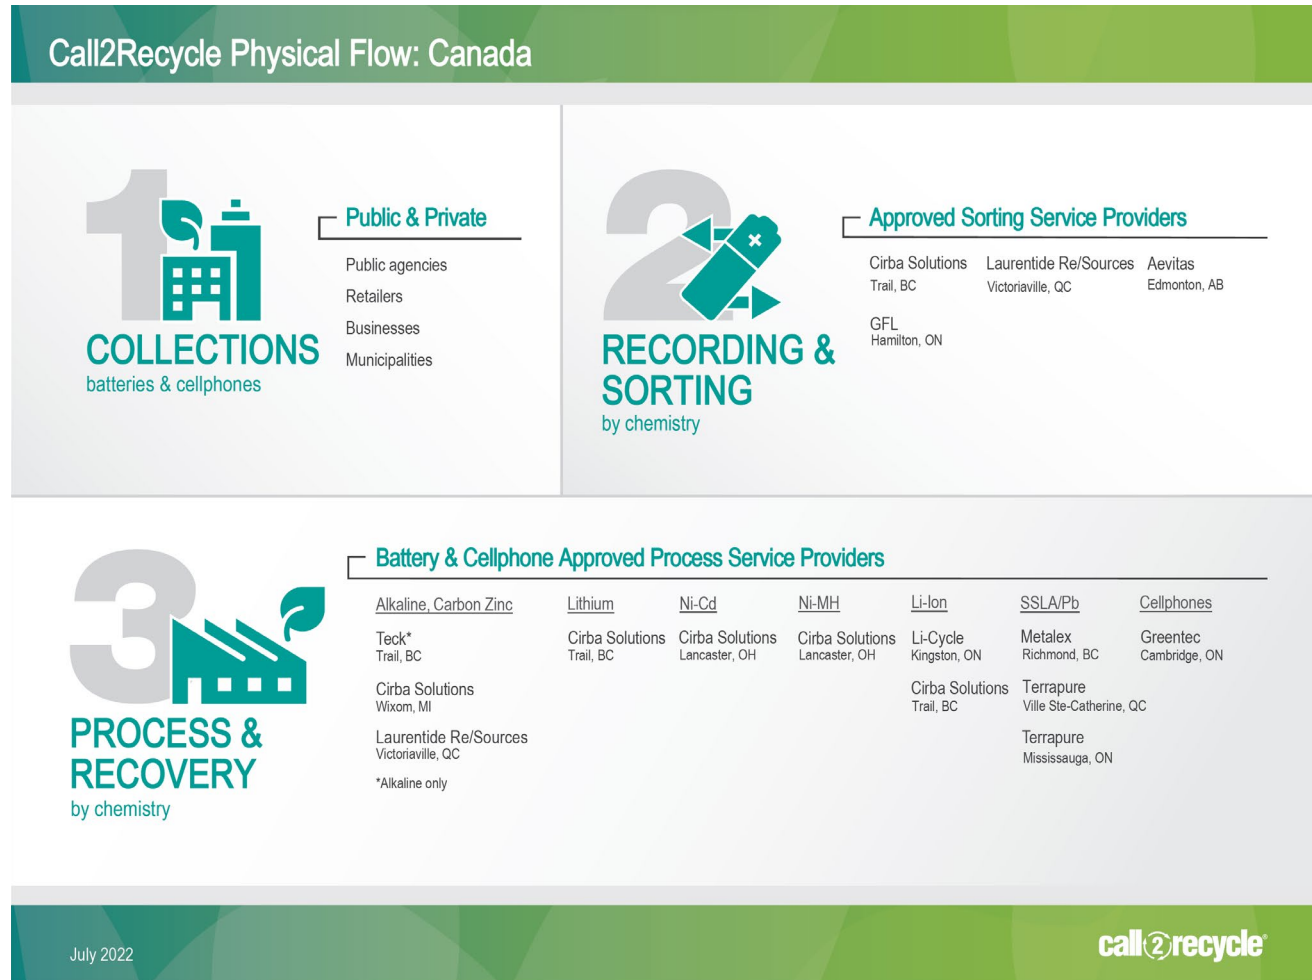 Call2Recycle Physical Flow: Canada
1
COLLECTIONS
batteries & cellphones
Public & Private
Public agencies
Retailers
Businesses
Municipalities
2
RECORDING &
SORTING
by chemistry
Approved Sorting Service Providers
Cirba Solutions
Trail, BC
Laurentide Re/Sources
Victoriaville, QC
Aevitas
Edmonton, AB
GFL
Hamilton, ON
3
PROCESS &
RECOVERY
by chemistry
Battery & Cellphone Approved Process Service Providers
Alkaline, Carbon Zinc
Teck*
Trail, BC
Cirba Solutions
Wixom, MI
Laurentide Re/Sources
Victoriaville, QC
*Alkaline only
Lithium
Cirba Solutions
Trail, BC
Ni-Cd
Cirba Solutions
Lancaster, OH
Ni-MH
Cirba Solutions
Lancaster, OH
Li-Ion
Li-Cycle
Kingston, ON
Cirba Solutions
Trail, BC
SSLA/Pb
Metalex
Richmond, BC
Terrapure
Ville Ste-Catherine, QC
Terrapure
Mississauga, ON
Cellphones
Greentec
Cambridge, ON
July 2022
call2recycle®